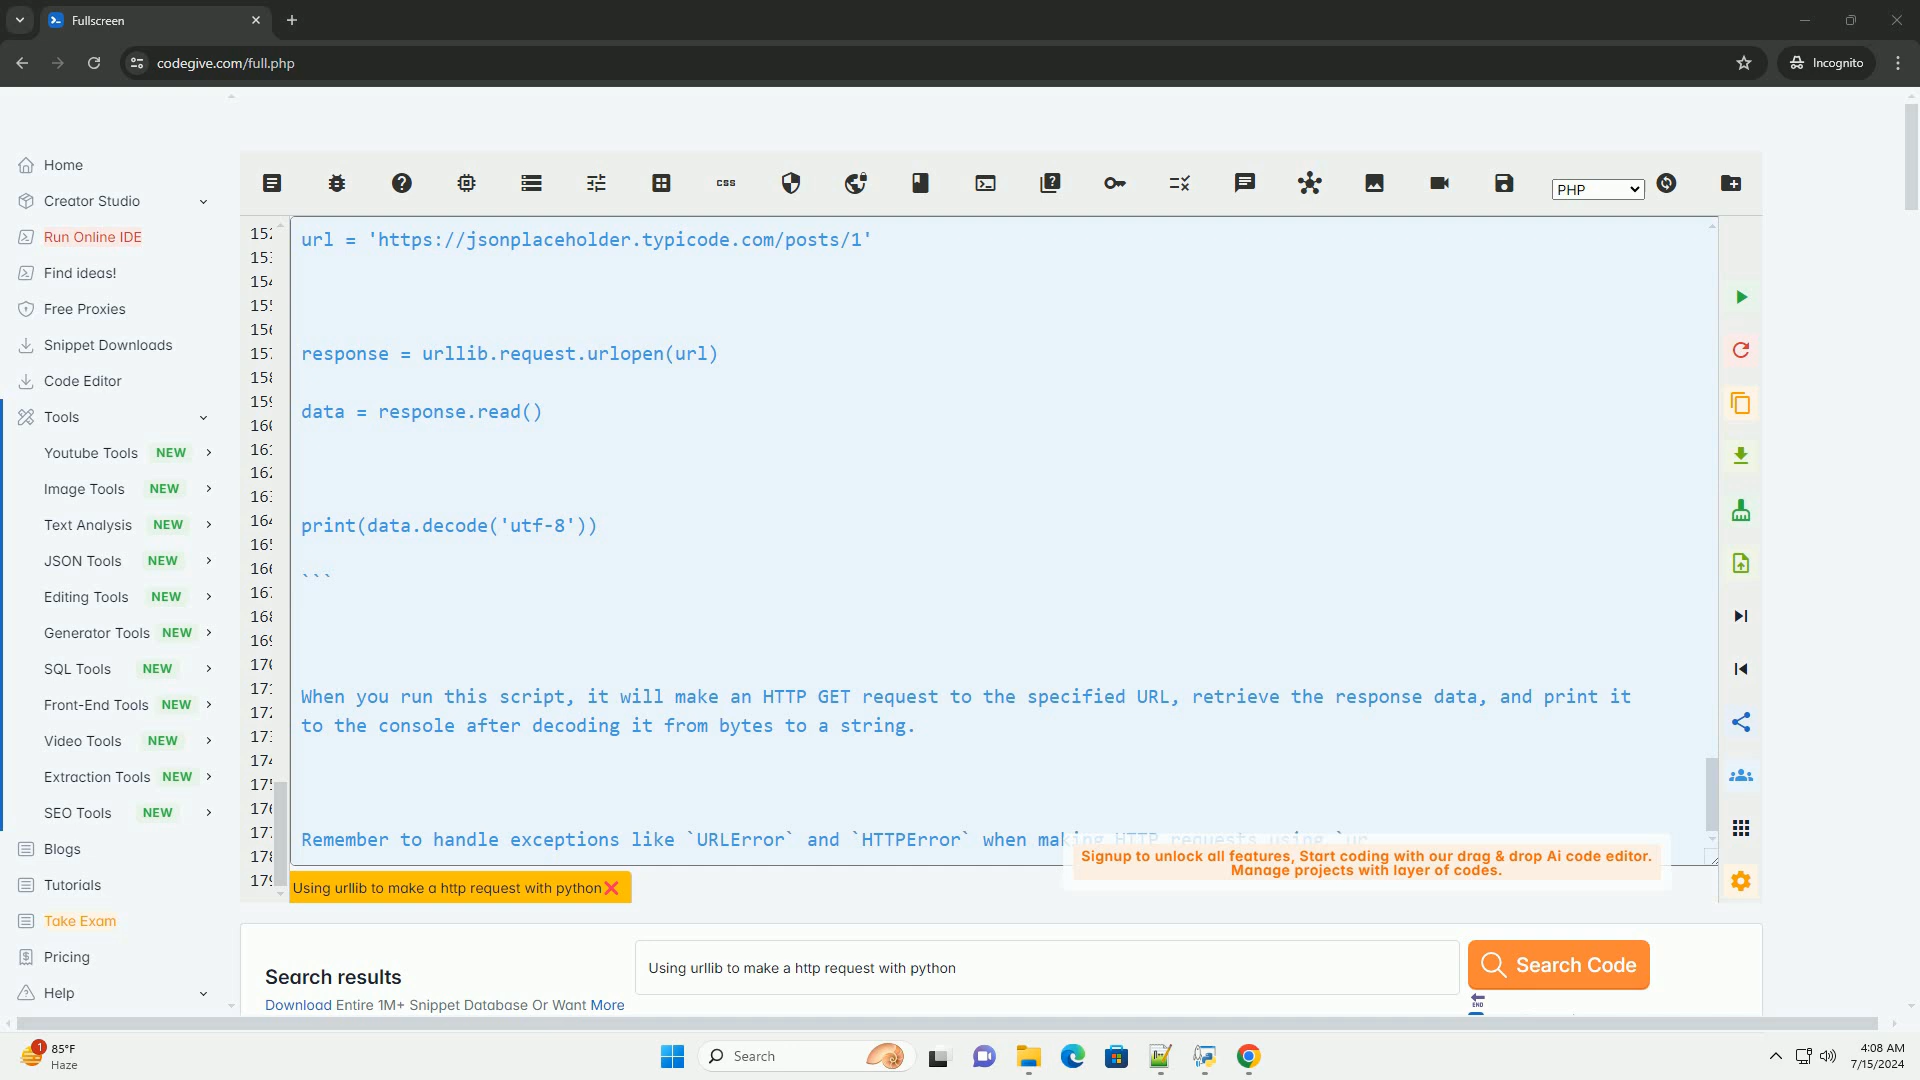 Fullscreen
codegive.com/full.php
Incognito
Home
Creator Studio
Run Online IDE
Find ideas!
Free Proxies
Snippet Downloads
Code Editor
Tools
Youtube Tools NEW
Image Tools NEW
Text Analysis NEW
JSON Tools NEW
Editing Tools NEW
Generator Tools NEW
SQL Tools NEW
Front-End Tools NEW
Video Tools NEW
Extraction Tools NEW
SEO Tools NEW
Blogs
Tutorials
Take Exam
Pricing
Help
css
PHP
url = 'https://jsonplaceholder.typicode.com/posts/1'
response = urllib.request.urlopen(url)
data = response.read()
print(data.decode('utf-8'))
```
When you run this script, it will make an HTTP GET request to the specified URL, retrieve the response data, and print it
to the console after decoding it from bytes to a string.
Remember to handle exceptions like `URLError` and `HTTPError` when making HTTP requests using `ur
Signup to unlock all features, Start coding with our drag & drop Ai code editor.
Manage projects with layer of codes.
Using urllib to make a http request with python
Search results
Download Entire 1M+ Snippet Database Or Want More
Using urllib to make a http request with python
Search Code
END
1
85°F
Haze
Search
4:08 AM
7/15/2024